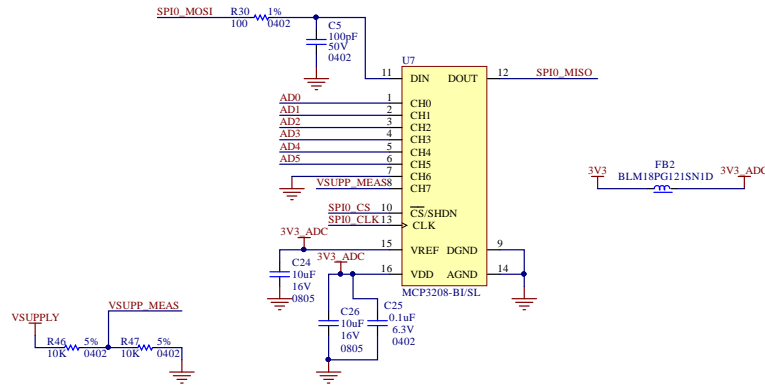 SPI0_MOSI
R30 1%
100 0402
C5
100pF
50V
0402
U7
11 DIN DOUT 12 SPI0_MISO
AD0 1 CH0
AD1 2 CH1
AD2 3 CH2
AD3 4 CH3
AD4 5 CH4
AD5 6 CH5
7 CH6
VSUPP_MEAS 8 CH7
SPI0_CS 10 CS/SHDN
SPI0_CLK 13 CLK
3V3_ADC
15 VREF DGND 9
16 VDD AGND 14
MCP3208-BI/SL
C24
10uF
16V
0805
3V3_ADC
C26
10uF
16V
0805
C25
0.1uF
6.3V
0402
FB2
3V3 BLM18PG121SN1D 3V3_ADC
VSUPPLY
VSUPP_MEAS
R46 5%
10K 0402
R47 5%
10K 0402